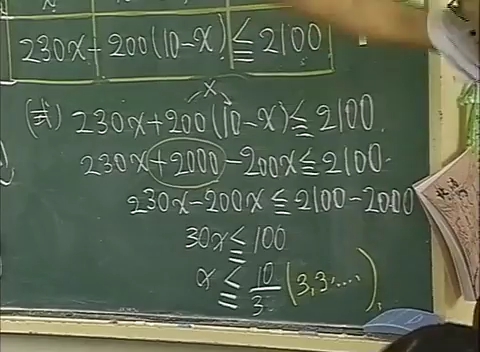 230x+200(10-x)≦2100
(式) 230x+200(10-x)≦2100
230x+2000-200x≦2100
230x-200x≦2100-2000
30x≦100
x≦10/3 (3,3‥‥)